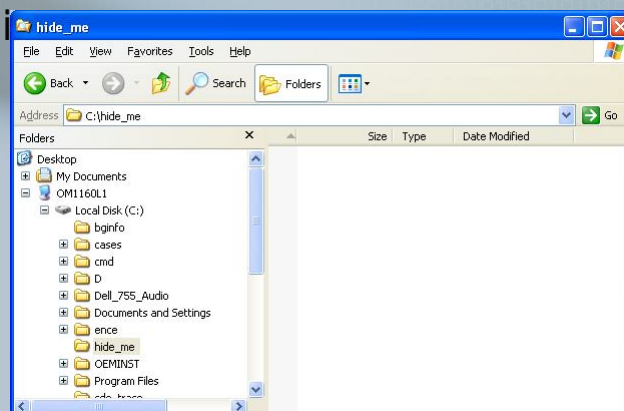 hide_me
File Edit View Favorites Tools Help
Back Search Folders
Address C:\hide_me Go
Folders Size Type Date Modified
Desktop
My Documents
OM1160L1
Local Disk (C:)
bginfo
cases
cmd
D
Dell_755_Audio
Documents and Settings
ence
hide_me
OEMINST
Program Files